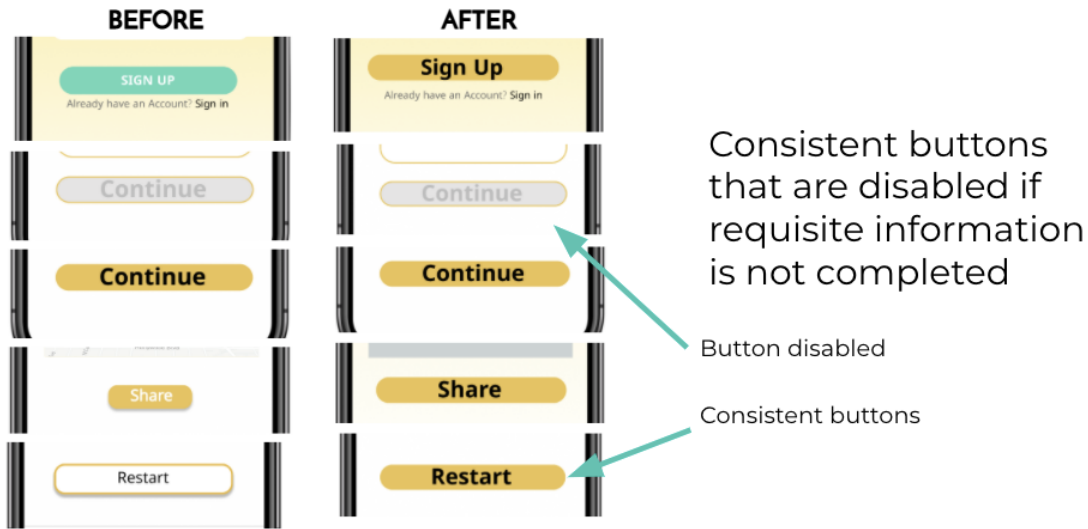 BEFORE
AFTER
SIGN UP
Already have an Account? Sign in
Continue
Continue
Share
Restart
Sign Up
Already have an Account? Sign in
Continue
Continue
Share
Restart
Consistent buttons
that are disabled if
requisite information
is not completed
Button disabled
Consistent buttons